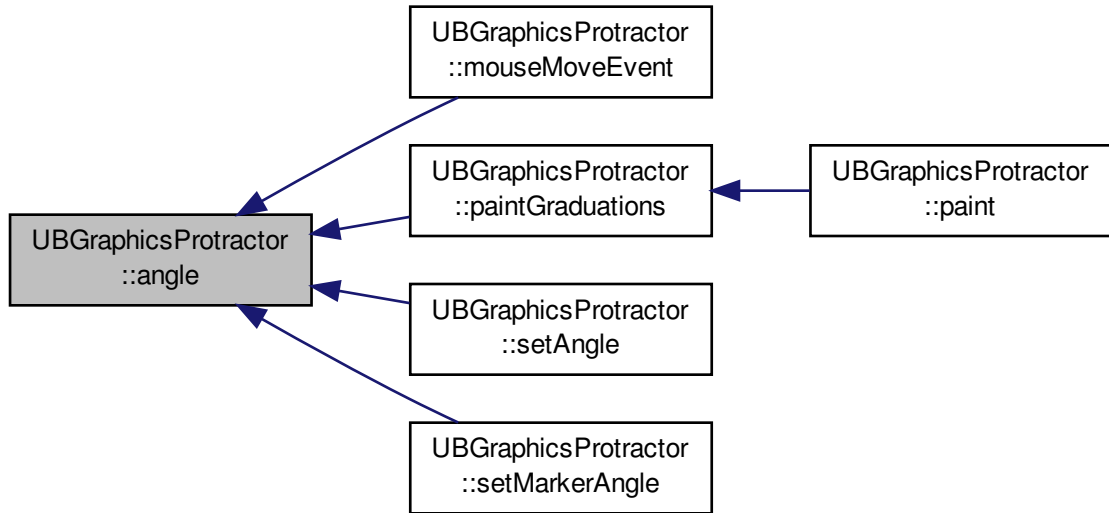 UBGraphicsProtractor
::mouseMoveEvent
UBGraphicsProtractor
::paintGraduations
UBGraphicsProtractor
::paint
UBGraphicsProtractor
::angle
UBGraphicsProtractor
::setAngle
UBGraphicsProtractor
::setMarkerAngle